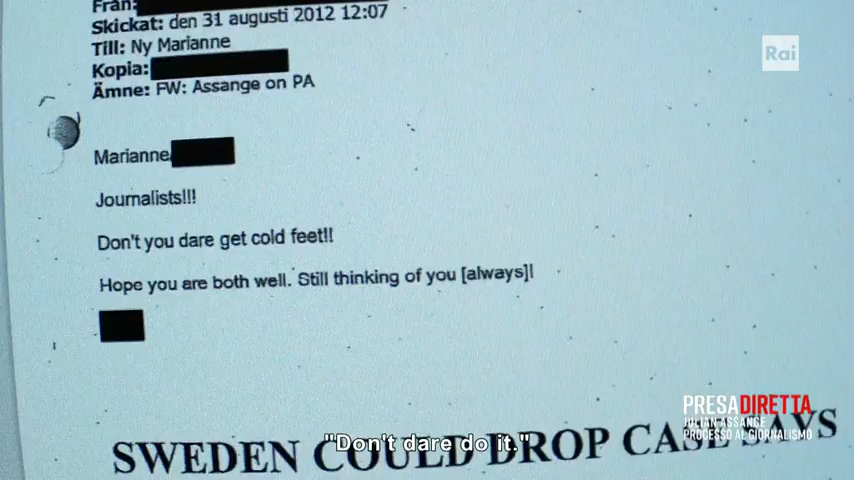 Från:
Skickat: den 31 augusti 2012 12:07
Till: Ny Marianne
Kopia:
Ämne: FW: Assange on PA
Rai
Marianne
Journalists!!!
Don't you dare get cold feet!!
Hope you are both well. Still thinking of you [always]!
PRESADIRETTA
JULIAN ASSANGE
PROCESSO AL GIORNALISMO
SWEDEN COULD DROP CASE SAYS
"Don't dare do it."